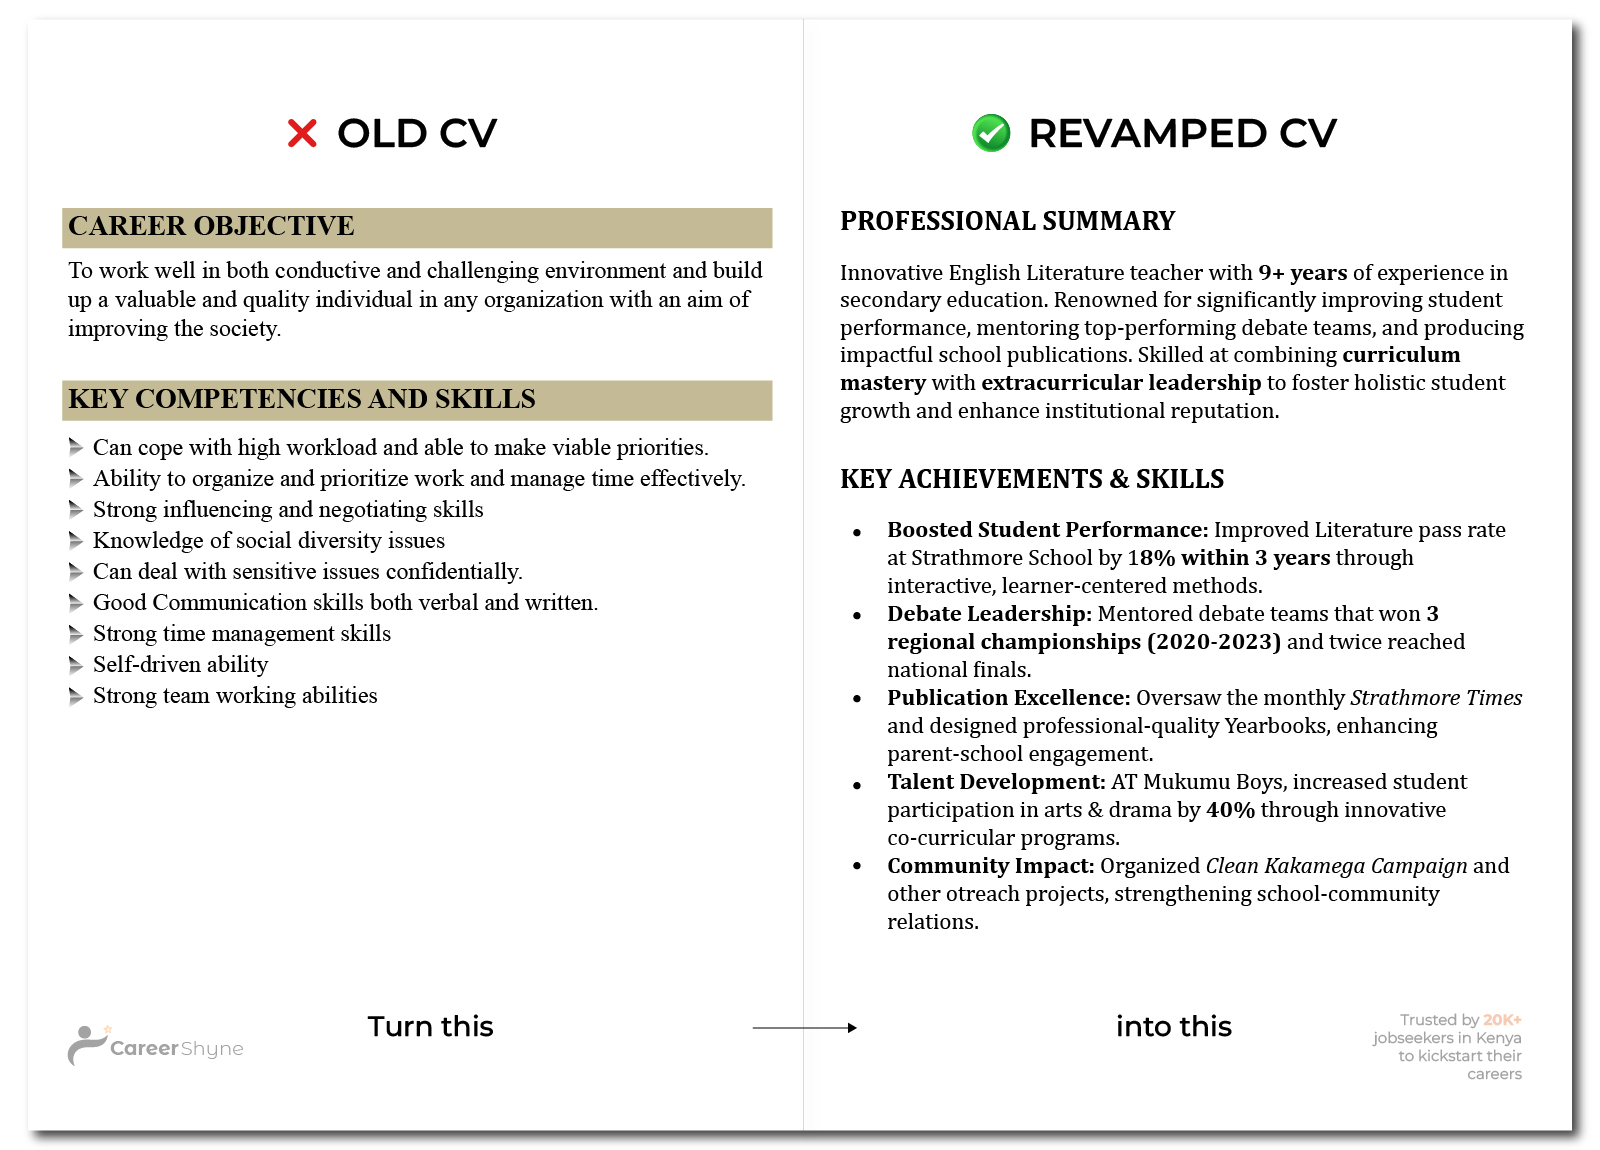 OLD CV
CAREER OBJECTIVE
To work well in both conductive and challenging environment and build
up a valuable and quality individual in any organization with an aim of
improving the society.
KEY COMPETENCIES AND SKILLS
Can cope with high workload and able to make viable priorities.
Ability to organize and prioritize work and manage time effectively.
Strong influencing and negotiating skills
Knowledge of social diversity issues
Can deal with sensitive issues confidentially.
Good Communication skills both verbal and written.
Strong time management skills
Self-driven ability
Strong team working abilities
Turn this
CareerShyne
REVAMPED CV
PROFESSIONAL SUMMARY
Innovative English Literature teacher with 9+ years of experience in
secondary education. Renowned for significantly improving student
performance, mentoring top-performing debate teams, and producing
impactful school publications. Skilled at combining curriculum
mastery with extracurricular leadership to foster holistic student
growth and enhance institutional reputation.
KEY ACHIEVEMENTS & SKILLS
• Boosted Student Performance: Improved Literature pass rate
at Strathmore School by 18% within 3 years through
interactive, learner-centered methods.
• Debate Leadership: Mentored debate teams that won 3
regional championships (2020-2023) and twice reached
national finals.
• Publication Excellence: Oversaw the monthly Strathmore Times
and designed professional-quality Yearbooks, enhancing
parent-school engagement.
• Talent Development: AT Mukumu Boys, increased student
participation in arts & drama by 40% through innovative
co-curricular programs.
• Community Impact: Organized Clean Kakamega Campaign and
other otreach projects, strengthening school-community
relations.
into this
Trusted by 20K+
jobseekers in Kenya
to kickstart their
careers